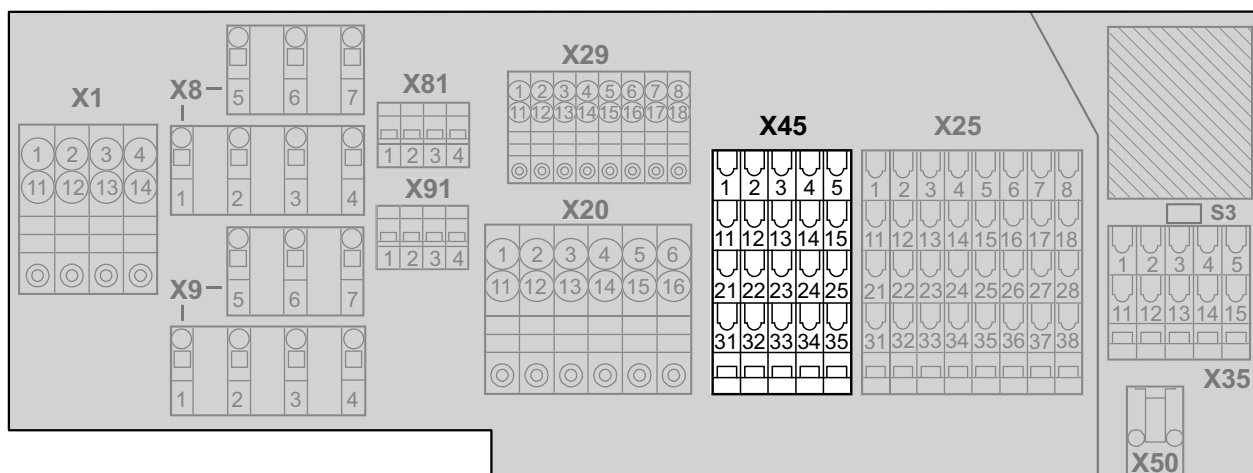 X1
1 2 3 4
11 12 13 14
X8
5 6 7
1 2 3 4
X9
5 6 7
1 2 3 4
X81
1 2 3 4
X91
1 2 3 4
X29
1 2 3 4 5 6 7 8
11 12 13 14 15 16 17 18
X20
1 2 3 4 5 6
11 12 13 14 15 16
X45
1 2 3 4 5
11 12 13 14 15
21 22 23 24 25
31 32 33 34 35
X25
1 2 3 4 5 6 7 8
11 12 13 14 15 16 17 18
21 22 23 24 25 26 27 28
31 32 33 34 35 36 37 38
S3
1 2 3 4 5
11 12 13 14 15
X35
X50